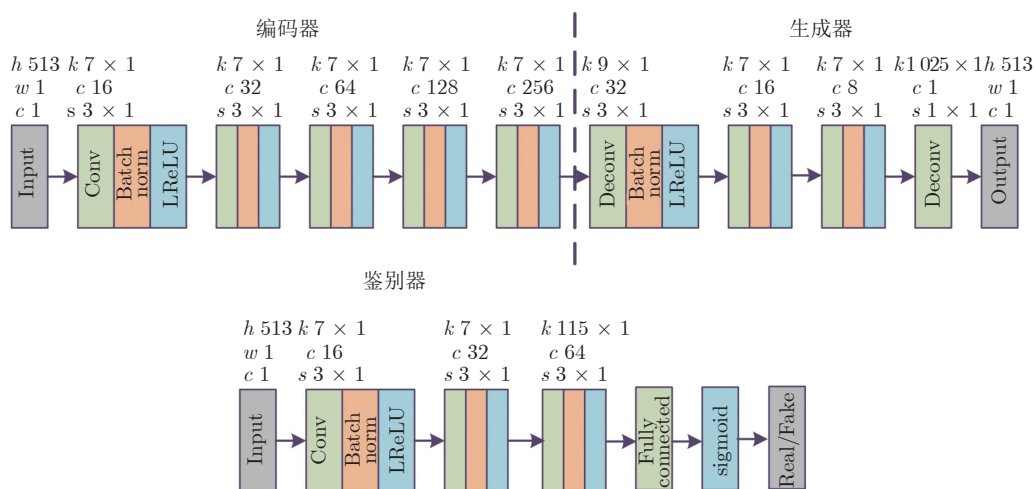 编码器 生成器
h 513 k 7 × 1 k 7 × 1 k 7 × 1 k 7 × 1 k 7 × 1 k 9 × 1 k 7 × 1 k 7 × 1 k1 025 × 1 h 513
w 1 c 16 c 32 c 64 c 128 c 256 c 32 c 16 c 8 c 1 w 1
c 1 s 3 × 1 s 3 × 1 s 3 × 1 s 3 × 1 s 3 × 1 s 3 × 1 s 3 × 1 s 3 × 1 s 1 × 1 c 1
Input
Conv
Batch
norm
LReLU
Deconv
Batch
norm
LReLU
Deconv
Output
鉴别器
h 513 k 7 × 1 k 7 × 1 k 115 × 1
w 1 c 16 c 32 c 64
c 1 s 3 × 1 s 3 × 1 s 3 × 1
Input
Conv
Batch
norm
LReLU
Fully
connected
sigmoid
Real/Fake